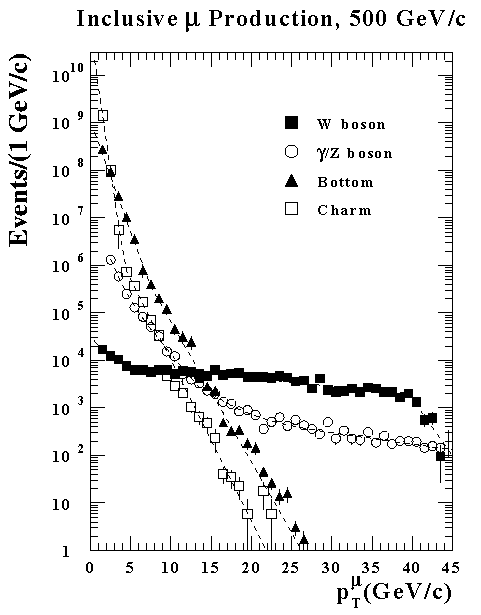 Inclusive μ Production, 500 GeV/c
Events/(1 GeV/c)
10^10
10^9
10^8
10^7
10^6
10^5
10^4
10^3
10^2
10
1
W boson
γ/Z boson
Bottom
Charm
0 5 10 15 20 25 30 35 40 45
p_T^μ(GeV/c)